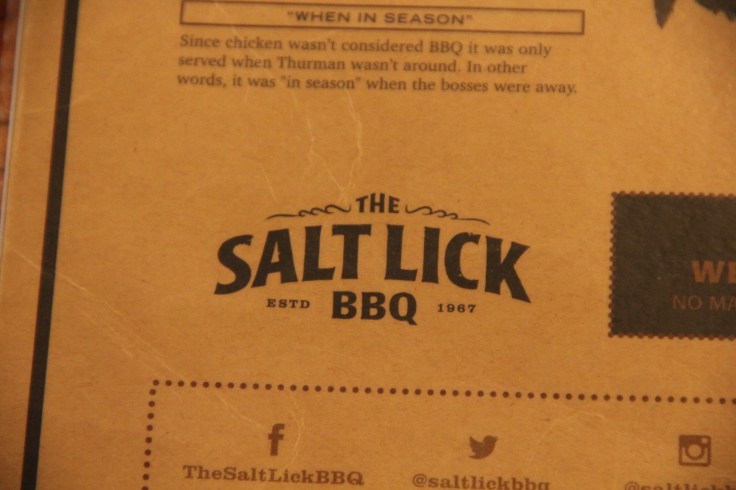 "WHEN IN SEASON"
Since chicken wasn't considered BBQ it was only
served when Thurman wasn't around. In other
words, it was "in season" when the bosses were away.
THE
SALT LICK
ESTD BBQ 1967
NO
TheSaltLickBBQ
@saltlickbbq